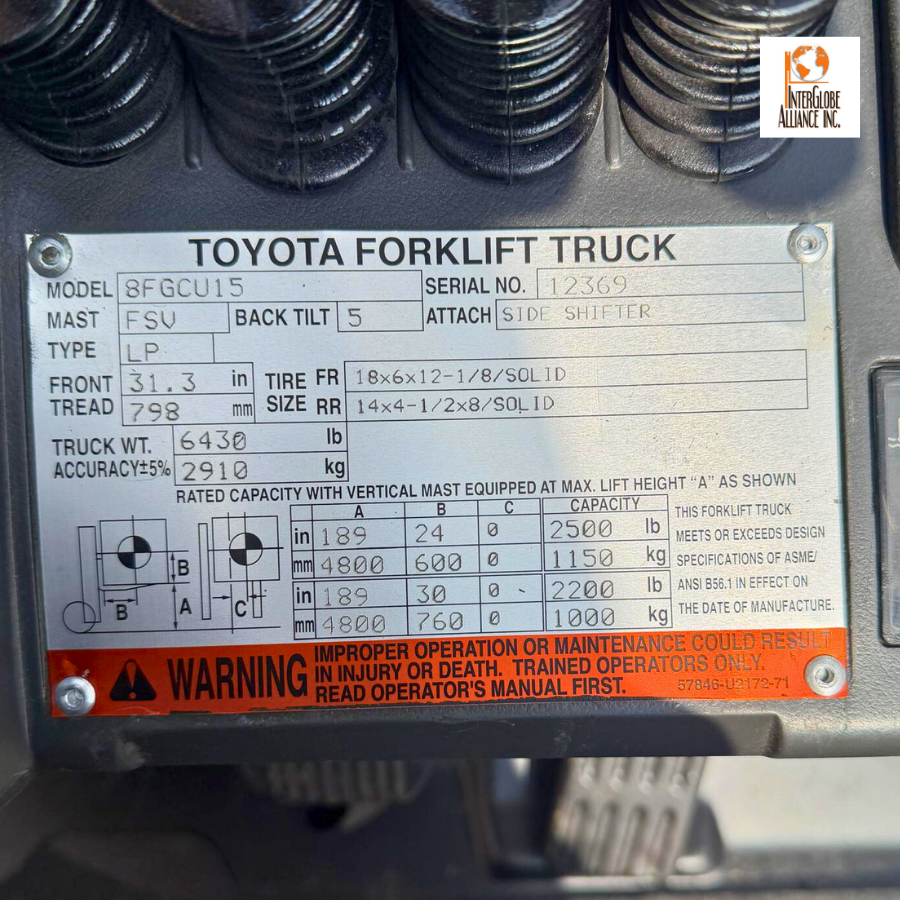 INTERGLOBE
ALLIANCE INC.
TOYOTA FORKLIFT TRUCK
MODEL 8FGCU15 SERIAL NO. 12369
MAST FSV BACK TILT 5 ATTACH SIDE SHIFTER
TYPE LP
FRONT TREAD 31.3 in TIRE SIZE FR 18x6x12-1/8/SOLID
798 mm RR 14x4-1/2x8/SOLID
TRUCK WT. 6430 lb
ACCURACY±5% 2910 kg
RATED CAPACITY WITH VERTICAL MAST EQUIPPED AT MAX. LIFT HEIGHT "A" AS SHOWN
A B C CAPACITY
in 189 24 0 2500 lb
mm 4800 600 0 1150 kg
in 189 30 0 2200 lb
mm 4800 760 0 1000 kg
B
B A C
THIS FORKLIFT TRUCK
MEETS OR EXCEEDS DESIGN
SPECIFICATIONS OF ASME/
ANSI B56.1 IN EFFECT ON
THE DATE OF MANUFACTURE.
WARNING
IMPROPER OPERATION OR MAINTENANCE COULD RESULT
IN INJURY OR DEATH. TRAINED OPERATORS ONLY.
READ OPERATOR'S MANUAL FIRST. 57846-U2172-71